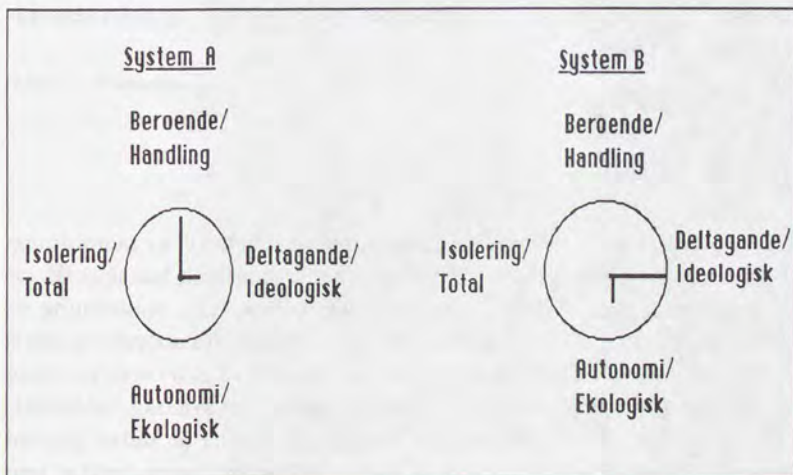 System A
Beroende/
Handling
Isolering/
Total
Deltagande/
Ideologisk
Autonomi/
Ekologisk
System B
Beroende/
Handling
Isolering/
Total
Deltagande/
Ideologisk
Autonomi/
Ekologisk